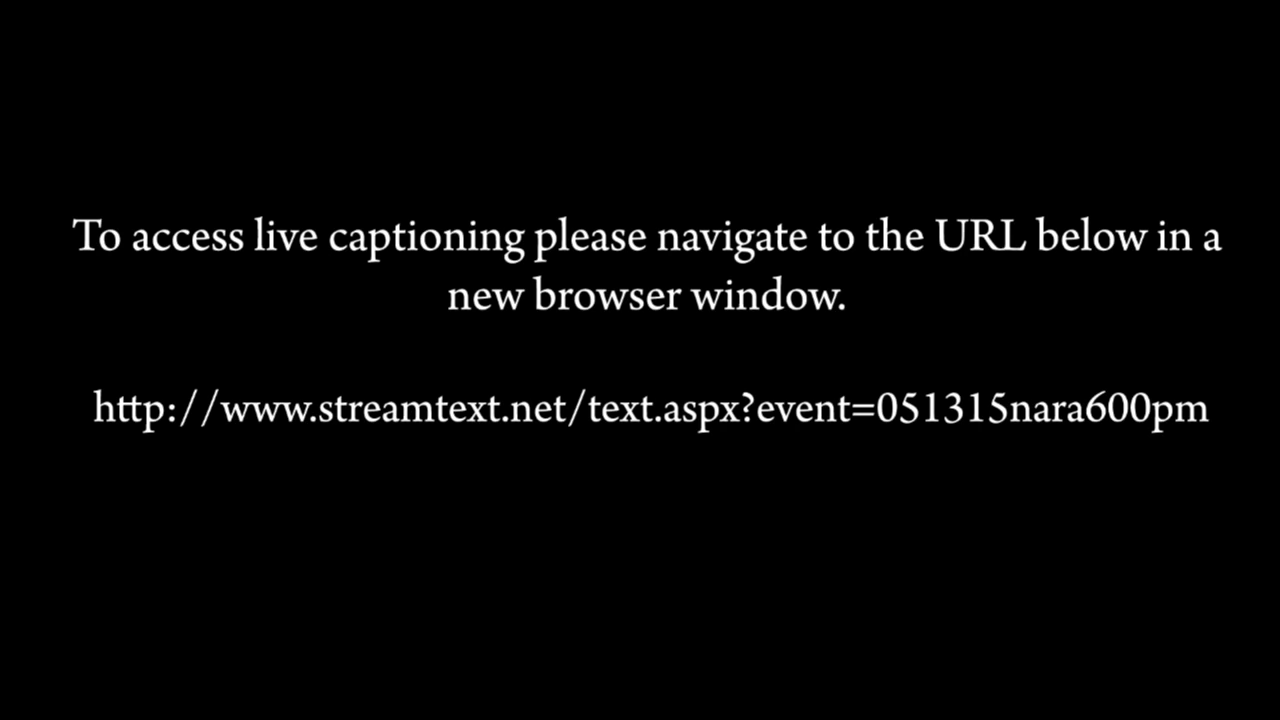 To access live captioning please navigate to the URL below in a
new browser window.
http://www.streamtext.net/text.aspx?event=051315nara600pm